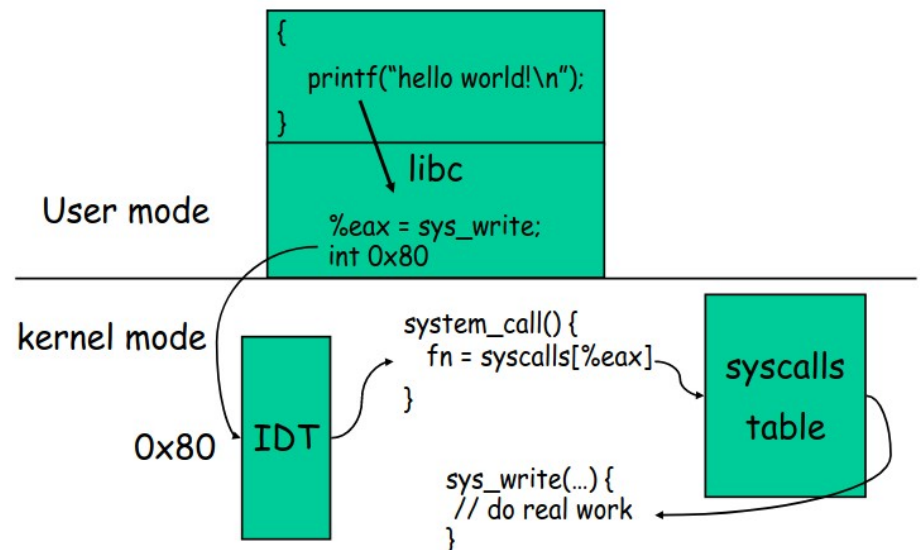 {
printf(“hello world!\n”);
}
libc
User mode
%eax = sys_write;
int 0x80
kernel mode
system_call() {
fn = syscalls[%eax]
}
syscalls
table
0x80
IDT
sys_write(…) {
// do real work
}